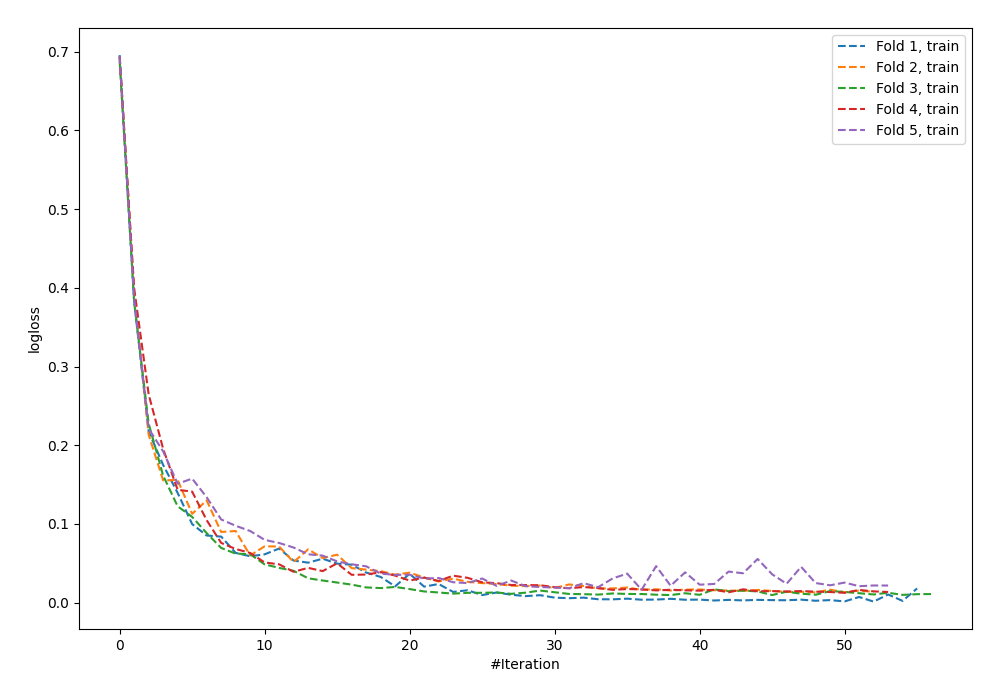 0.7
0.6
0.5
0.4
0.3
0.2
0.1
0.0
logloss
0
10
20
30
40
50
#Iteration
Fold 1, train
Fold 2, train
Fold 3, train
Fold 4, train
Fold 5, train